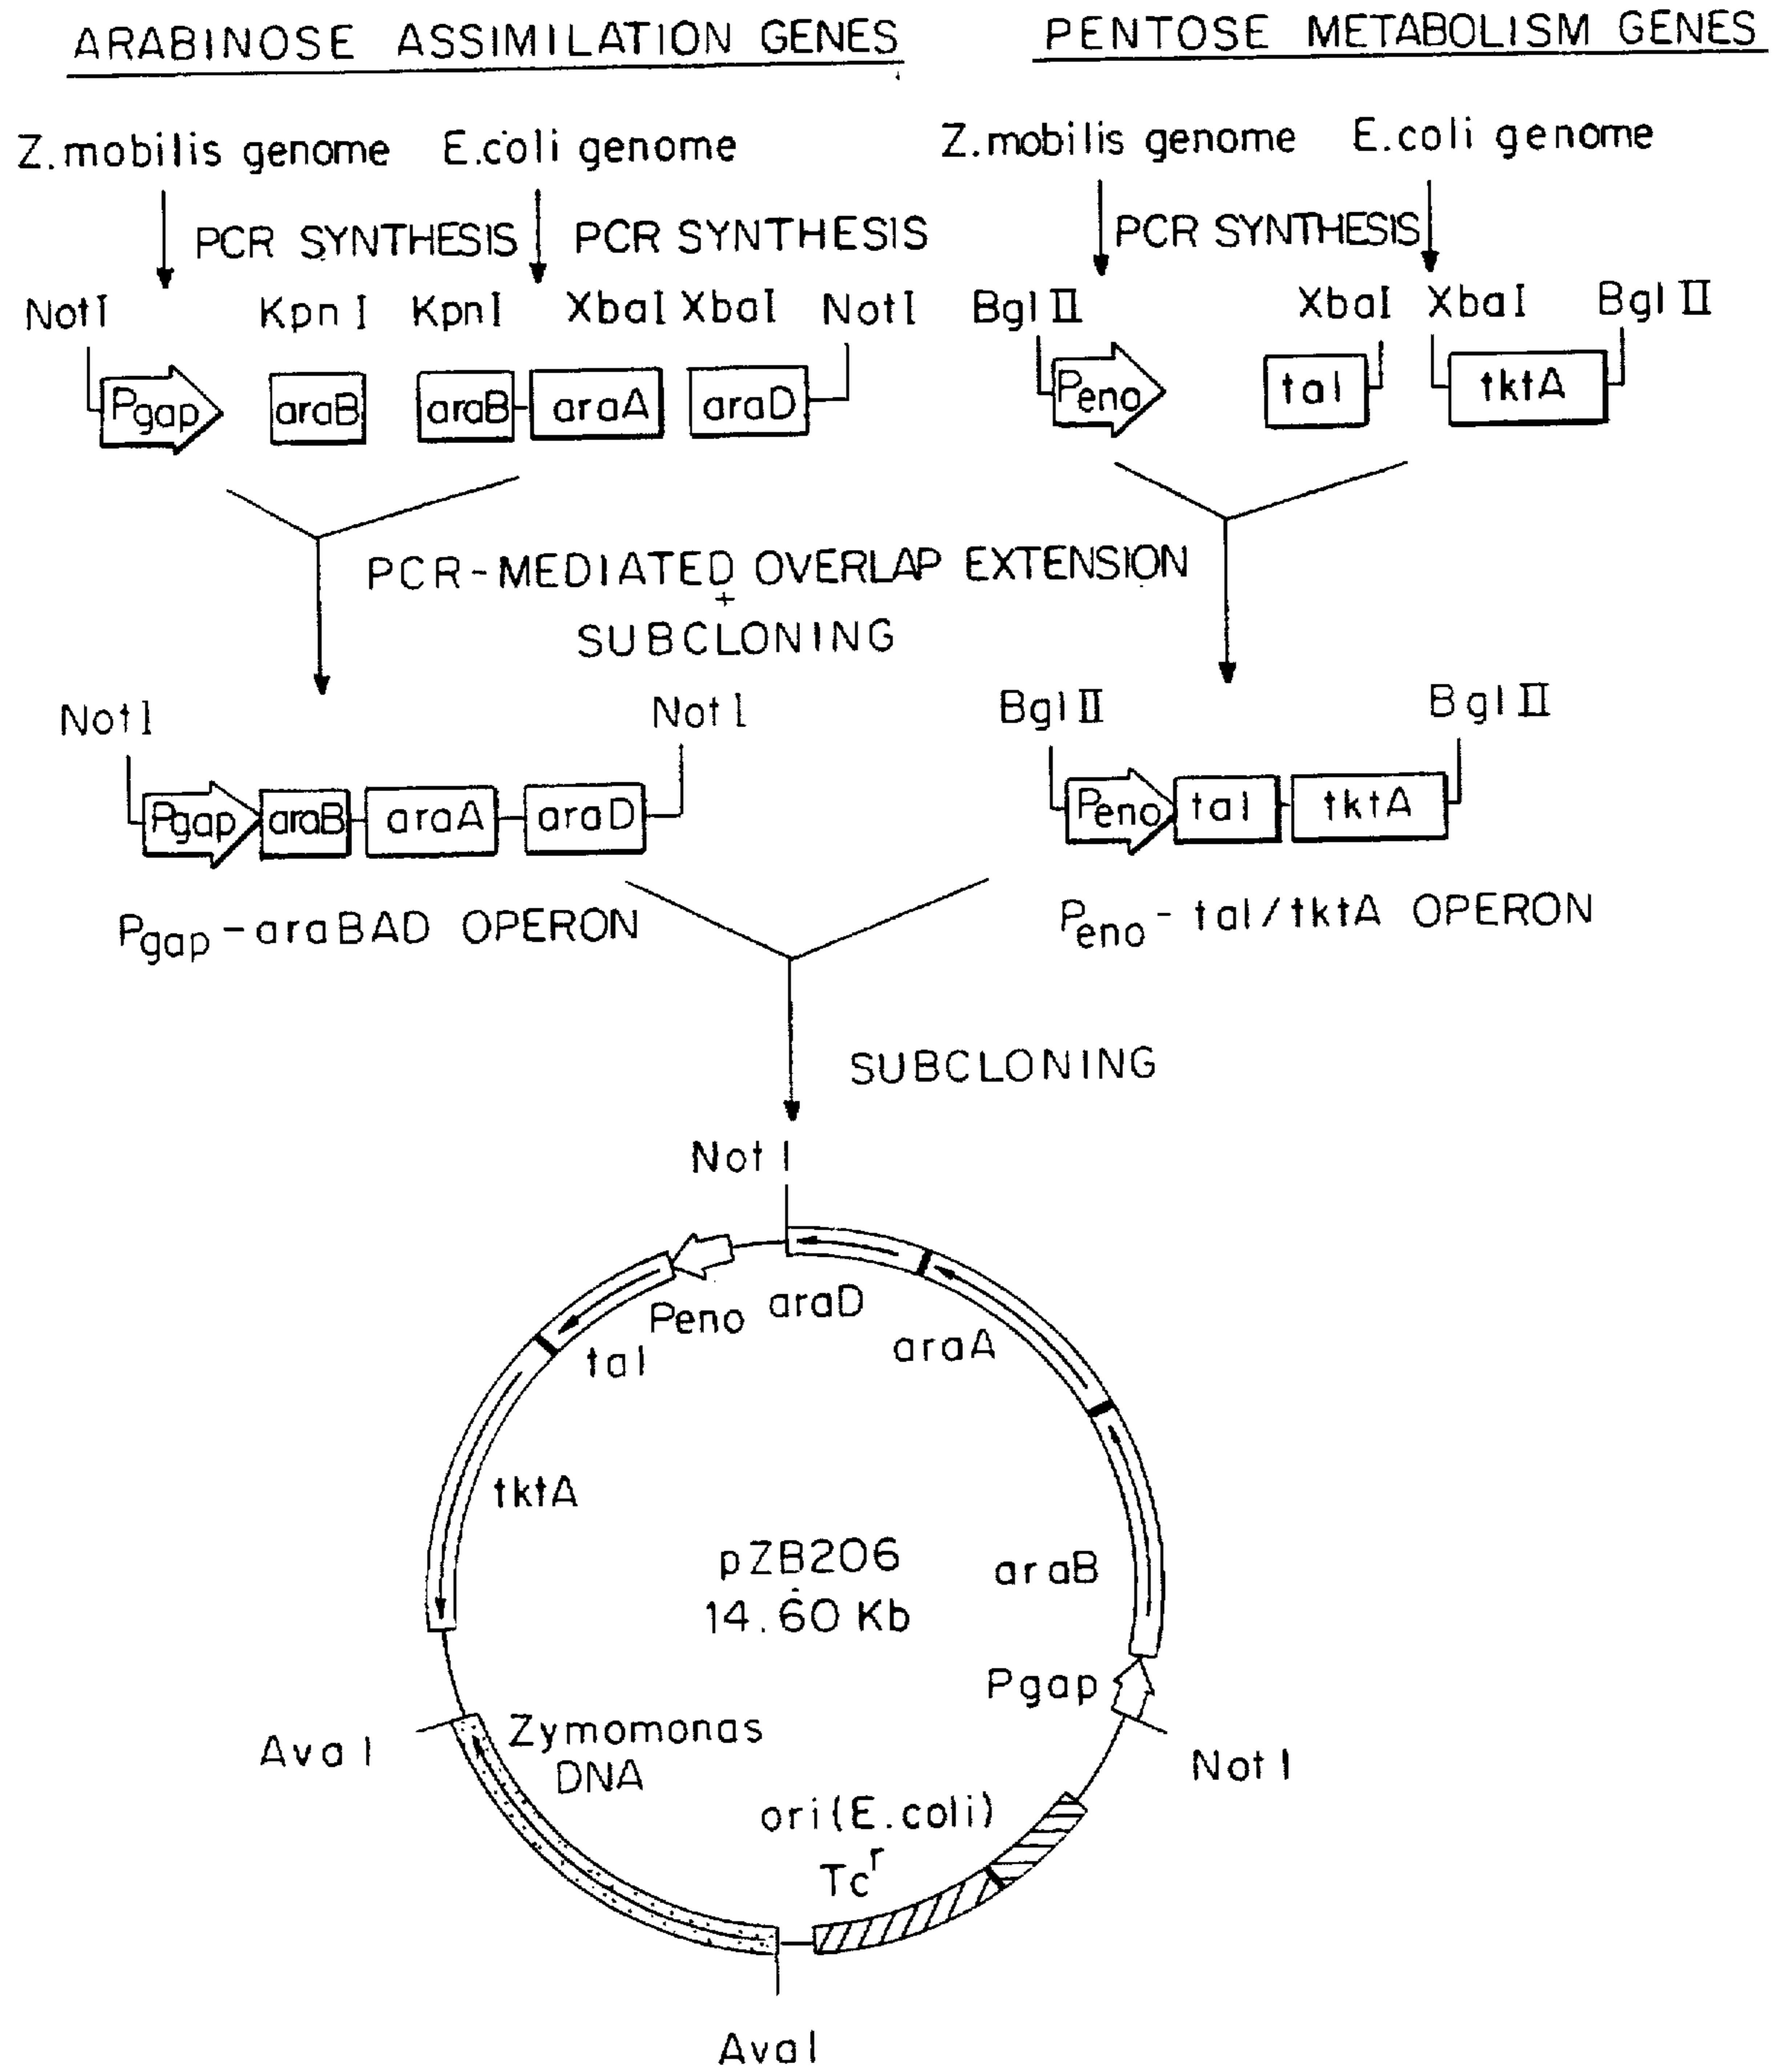 ARABINOSE ASSIMILATION GENES
PENTOSE METABOLISM GENES
Z.mobilis genome E.coli genome
Z.mobilis genome E.coli genome
PCR SYNTHESIS PCR SYNTHESIS
PCR SYNTHESIS
NotI KpnI KpnI XbaI XbaI NotI
BglII XbaI XbaI BglII
Pgap araB araB araA araD
Peno tal tktA
PCR-MEDIATED OVERLAP EXTENSION
+
SUBCLONING
NotI NotI
BglII BglII
Pgap araB araA araD
Peno tal tktA
Pgap-araBAD OPERON
Peno-tal/tktA OPERON
SUBCLONING
NotI
Peno araD
tal
araA
tktA
pZB206
14.60 Kb
araB
Pgap
AvaI
Zymomonas
DNA
NotI
ori(E.coli)
Tcr
AvaI